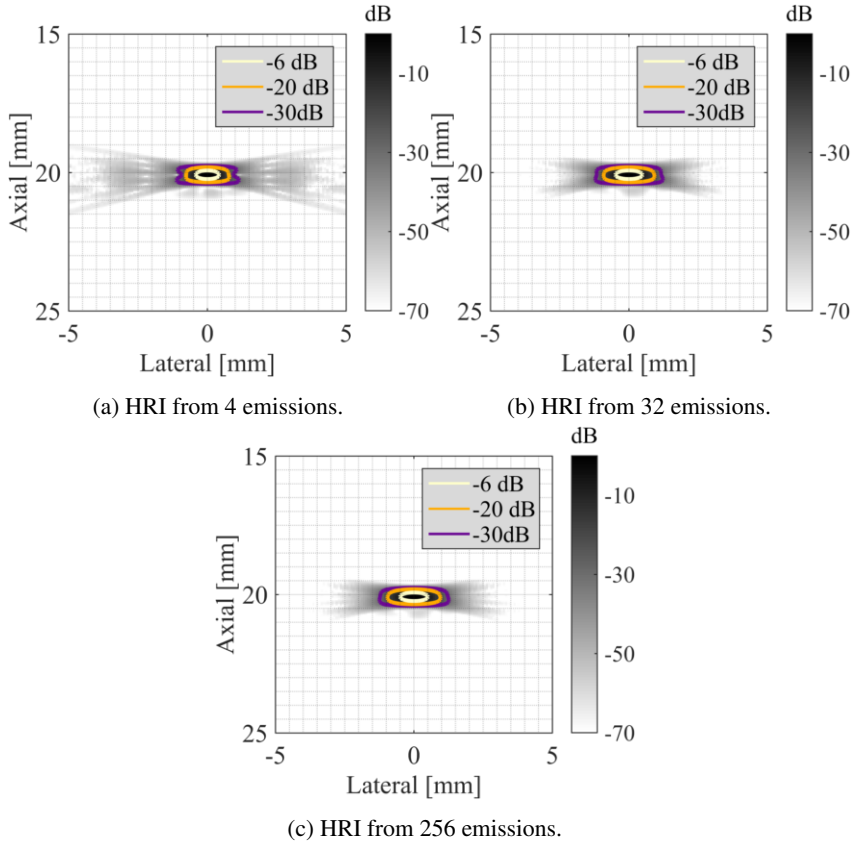 dB
15
-6 dB
-20 dB
-30dB
-10
-30
-50
-70
20
25
Axial [mm]
-5
0
5
Lateral [mm]
(a) HRI from 4 emissions.
dB
15
-6 dB
-20 dB
-30dB
-10
-30
-50
-70
20
25
Axial [mm]
-5
0
5
Lateral [mm]
(b) HRI from 32 emissions.
dB
15
-6 dB
-20 dB
-30dB
-10
-30
-50
-70
20
25
Axial [mm]
-5
0
5
Lateral [mm]
(c) HRI from 256 emissions.